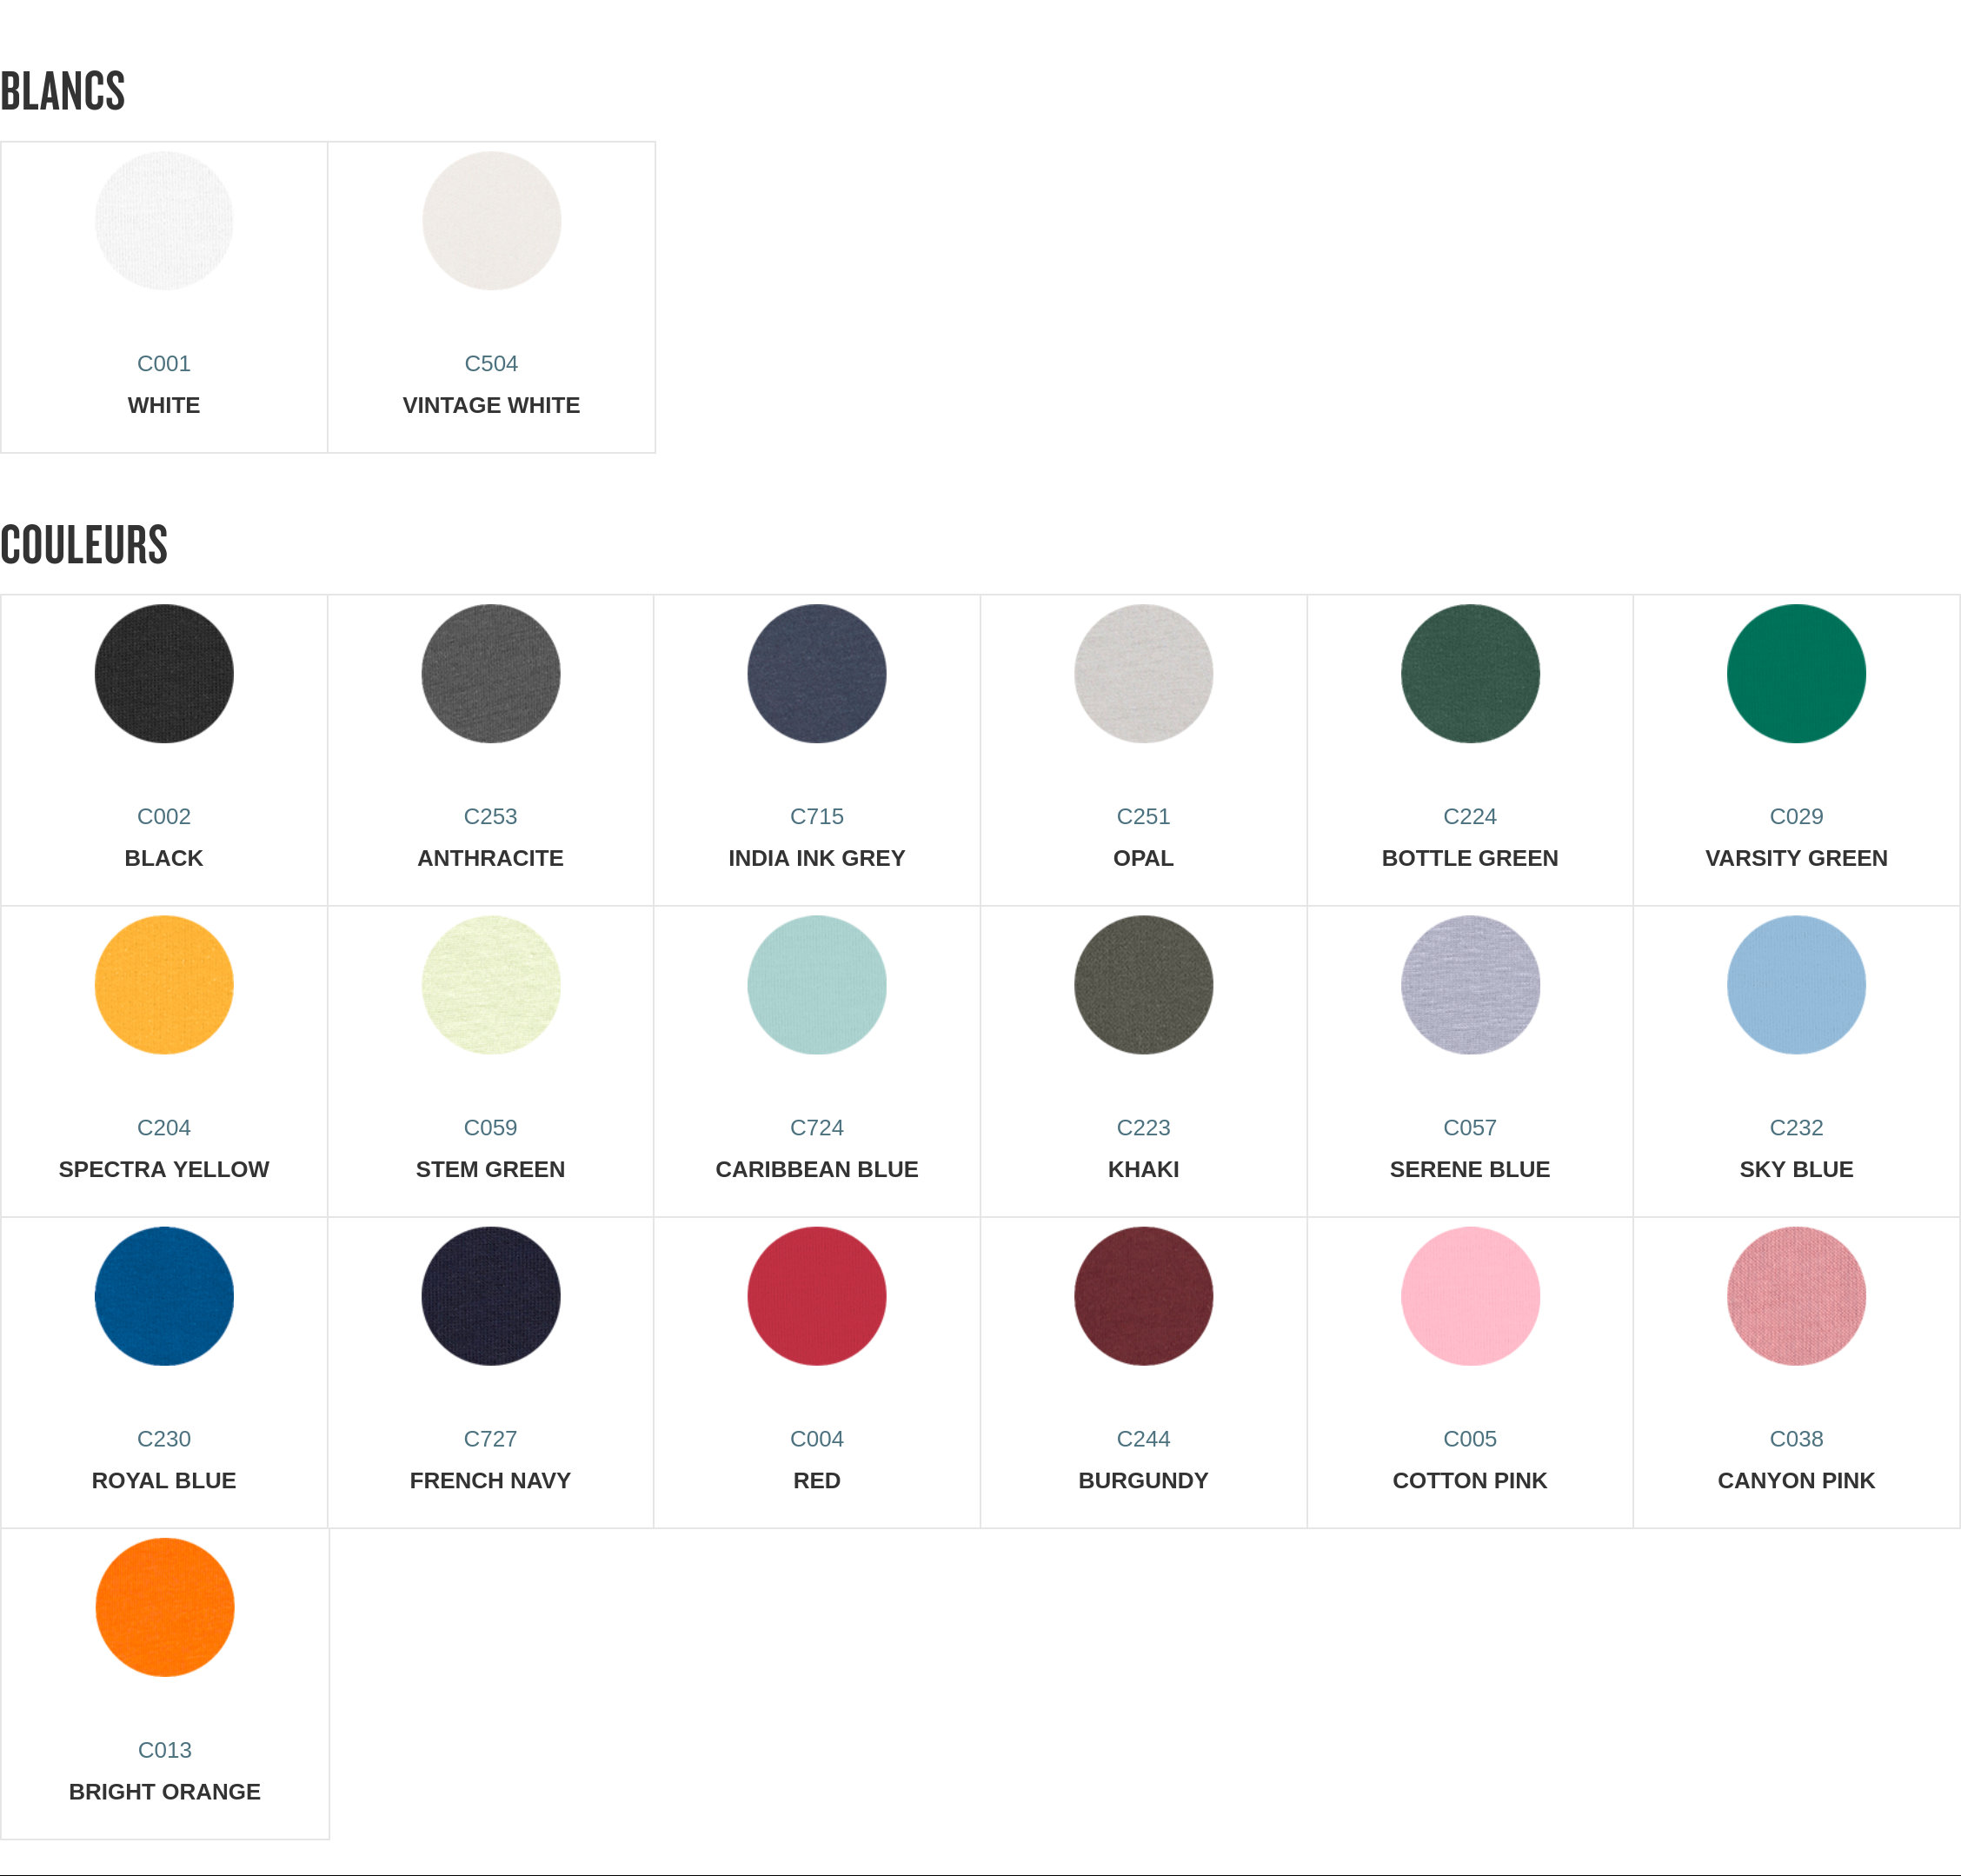 BLANCS
C001
WHITE
C504
VINTAGE WHITE
COULEURS
C002
BLACK
C253
ANTHRACITE
C715
INDIA INK GREY
C251
OPAL
C224
BOTTLE GREEN
C029
VARSITY GREEN
C204
SPECTRA YELLOW
C059
STEM GREEN
C724
CARIBBEAN BLUE
C223
KHAKI
C057
SERENE BLUE
C232
SKY BLUE
C230
ROYAL BLUE
C727
FRENCH NAVY
C004
RED
C244
BURGUNDY
C005
COTTON PINK
C038
CANYON PINK
C013
BRIGHT ORANGE